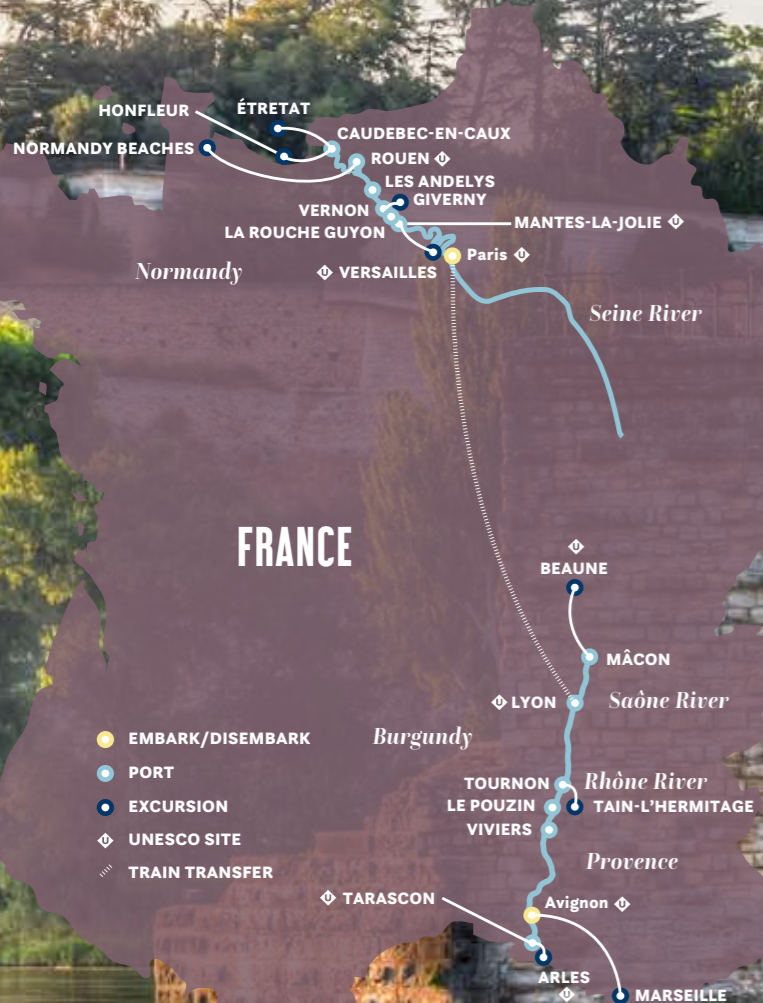 HONFLEUR
ÉTRETAT
NORMANDY BEACHES
CAUDEBEC-EN-CAUX
ROUEN
LES ANDELYS
GIVERNY
VERNON
LA ROUCHE GUYON
MANTES-LA-JOLIE
Normandy
VERSAILLES
Paris
Seine River
FRANCE
BEAUNE
MÂCON
LYON
Saône River
Burgundy
EMBARK/DISEMBARK
PORT
EXCURSION
UNESCO SITE
TRAIN TRANSFER
TOURNON
Rhône River
LE POUZIN
TAIN-L'HERMITAGE
VIVIERS
Provence
TARASCON
Avignon
ARLES
MARSEILLE